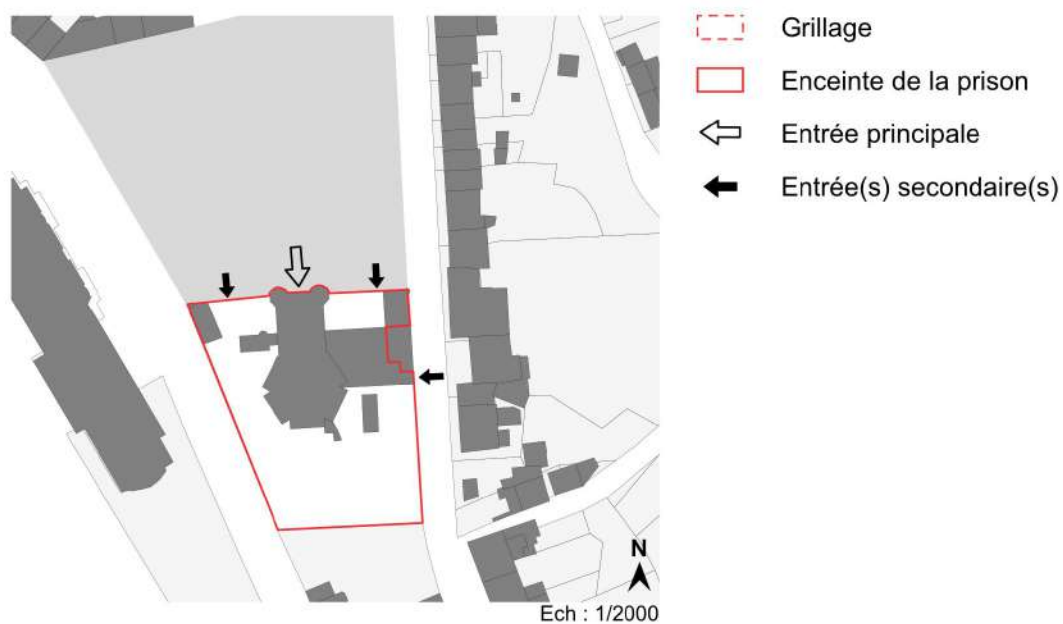 Grillage
Enceinte de la prison
Entrée principale
Entrée(s) secondaire(s)
N
Ech : 1/2000